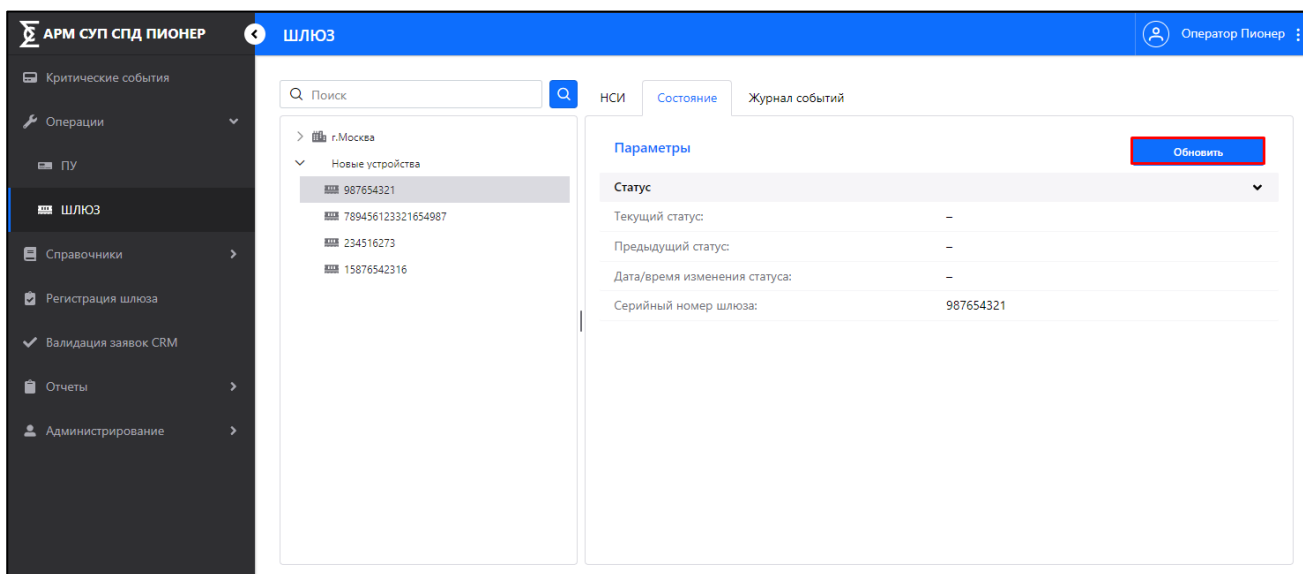 АРМ СУП СПД ПИОНЕР
ШЛЮЗ
Оператор Пионер
Критические события
Операции
ПУ
ШЛЮЗ
Справочники
Регистрация шлюза
Валидация заявок CRM
Отчеты
Администрирование
Поиск
г.Москва
Новые устройства
987654321
789456123321654987
234516273
15876542316
НСИ Состояние Журнал событий
Параметры Обновить
Статус
Текущий статус: –
Предыдущий статус: –
Дата/время изменения статуса: –
Серийный номер шлюза: 987654321